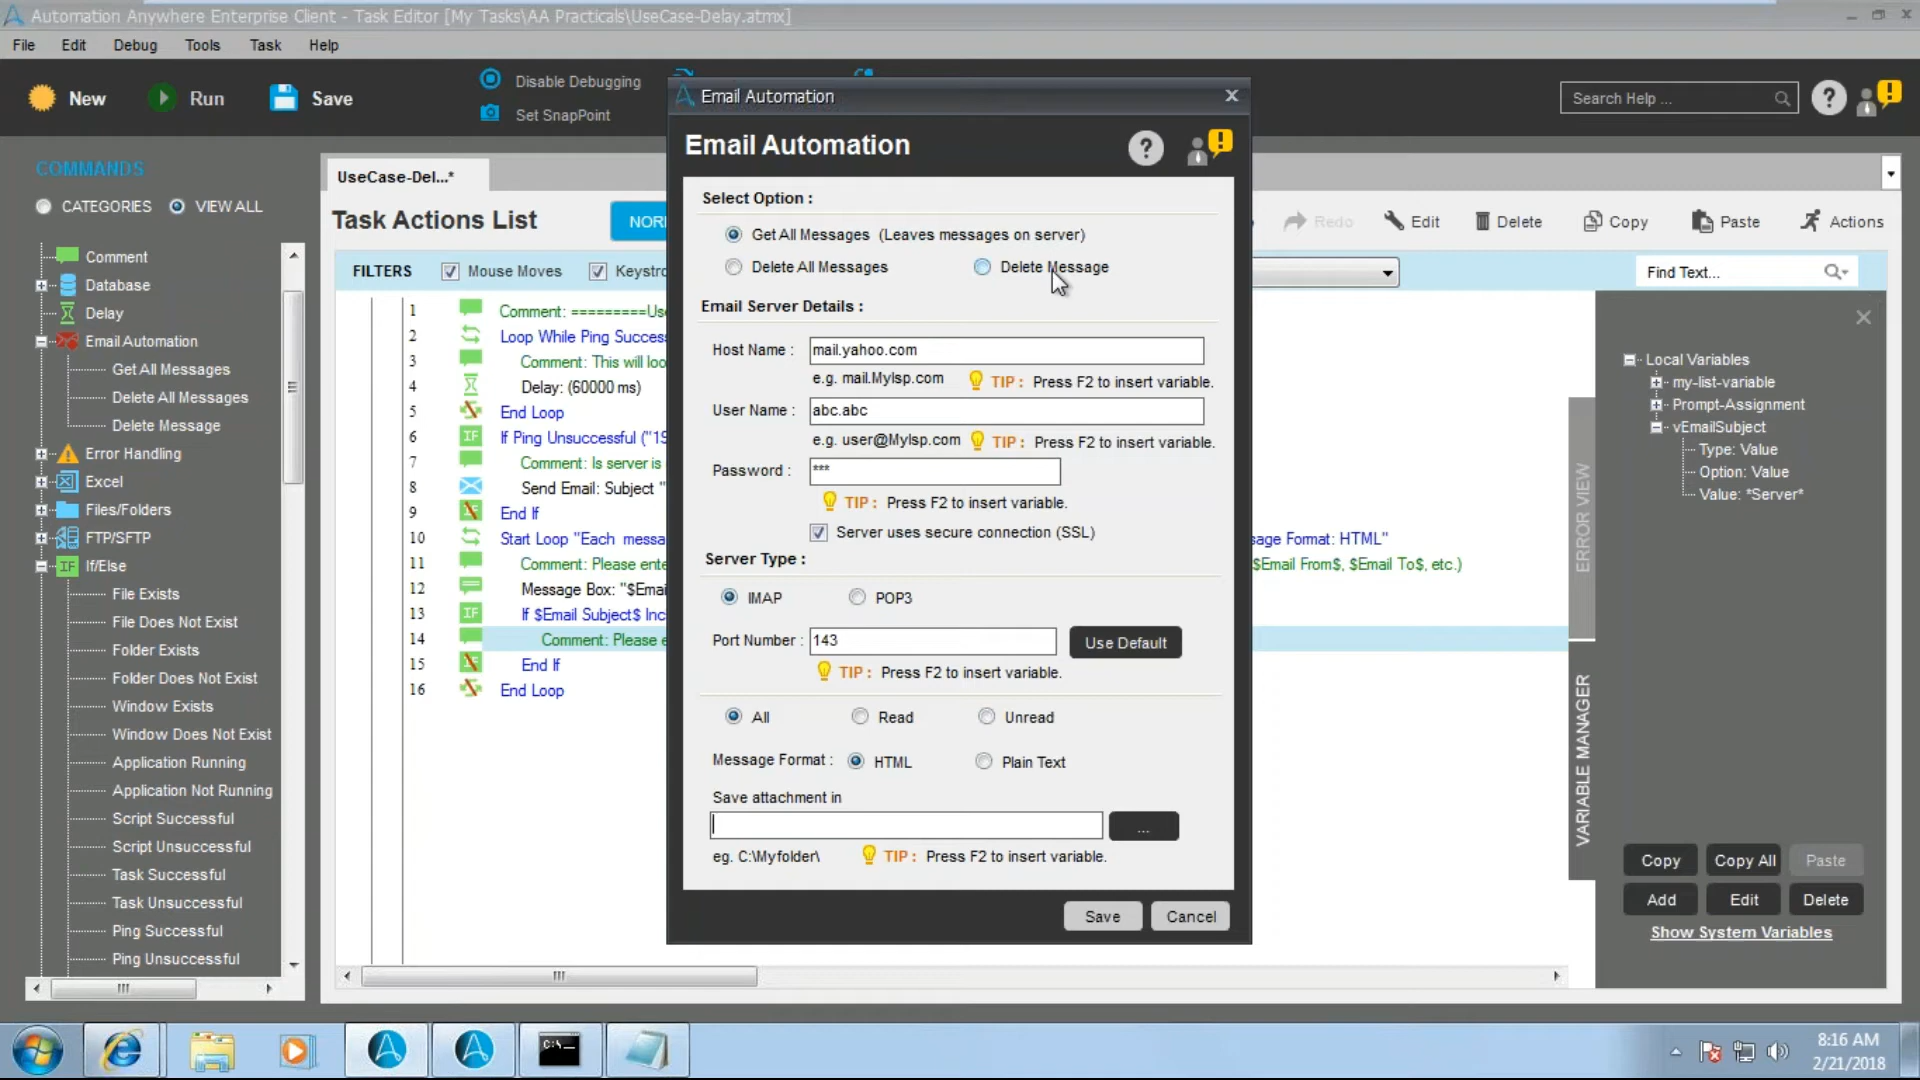 Automation Anywhere Enterprise Client - Task Editor [My Tasks\AA Practicals\UseCase-Delay.atmx]
File Edit Debug Tools Task Help
New Run Save
Disable Debugging
Set SnapPoint
Search Help ...
COMMANDS
CATEGORIES VIEW ALL
Comment
Database
Delay
Email Automation
Get All Messages
Delete All Messages
Delete Message
Error Handling
Excel
Files/Folders
FTP/SFTP
If/Else
File Exists
File Does Not Exist
Folder Exists
Folder Does Not Exist
Window Exists
Window Does Not Exist
Application Running
Application Not Running
Script Successful
Script Unsuccessful
Task Successful
Task Unsuccessful
Ping Successful
Ping Unsuccessful
UseCase-Del...*
Task Actions List
NOR
Redo Edit Delete Copy Paste Actions
FILTERS Mouse Moves Keystro
Find Text...
1 Comment: =========Us
2 Loop While Ping Succes
3 Comment: This will loo
4 Delay: (60000 ms)
5 End Loop
6 If Ping Unsuccessful ("19
7 Comment: Is server is
8 Send Email: Subject "
9 End If
10 Start Loop "Each messa sage Format: HTML"
11 Comment: Please ente $Email From$, $Email To$, etc.)
12 Message Box: "$Emai
13 If $Email Subject$ Inc
14 Comment: Please e
15 End If
16 End Loop
Email Automation
Email Automation
Select Option :
Get All Messages (Leaves messages on server)
Delete All Messages Delete Message
Email Server Details :
Host Name : mail.yahoo.com
e.g. mail.MyIsp.com TIP : Press F2 to insert variable.
User Name : abc.abc
e.g. user@MyIsp.com TIP : Press F2 to insert variable.
Password : ***
TIP : Press F2 to insert variable.
Server uses secure connection (SSL)
Server Type :
IMAP POP3
Port Number : 143 Use Default
TIP : Press F2 to insert variable.
All Read Unread
Message Format : HTML Plain Text
Save attachment in
...
eg. C:\Myfolder\ TIP : Press F2 to insert variable.
Save Cancel
ERROR VIEW
VARIABLE MANAGER
Local Variables
my-list-variable
Prompt-Assignment
vEmailSubject
Type: Value
Option: Value
Value: *Server*
Copy Copy All Paste
Add Edit Delete
Show System Variables
C:\
8:16 AM
2/21/2018